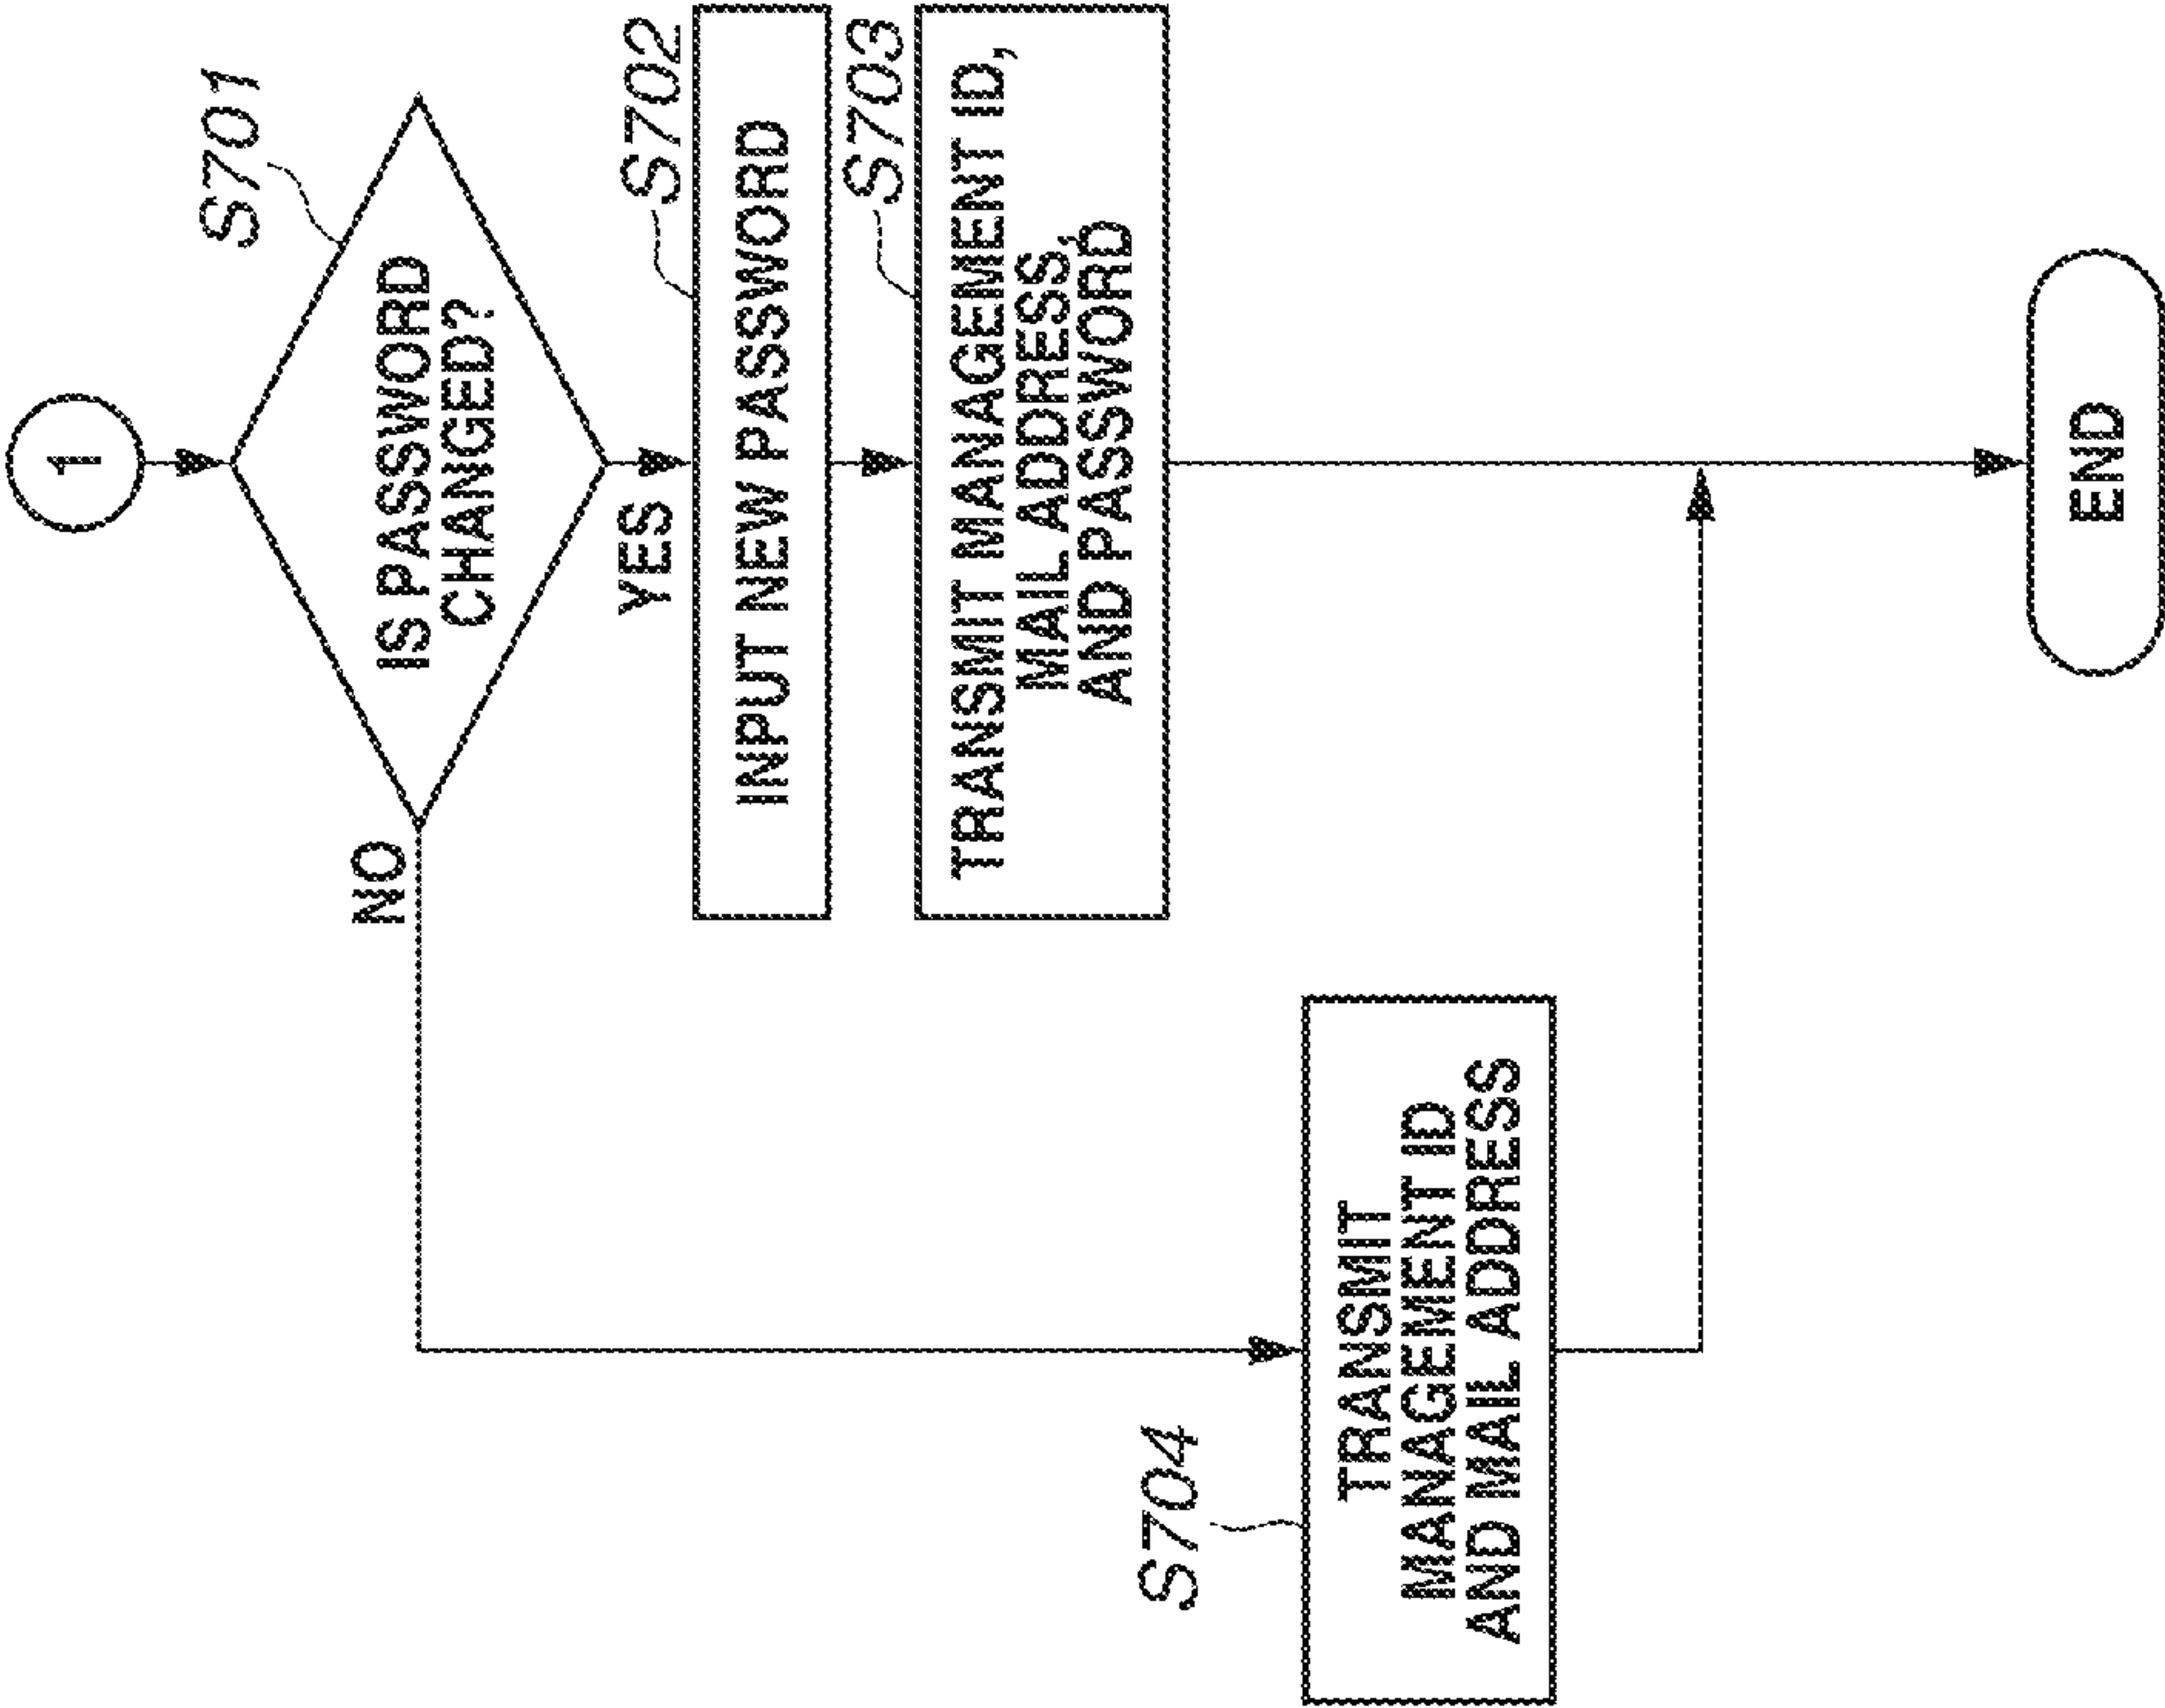 1
S701
IS PASSWORD
CHANGED?
NO
YES
S702
INPUT NEW PASSWORD
S703
TRANSMIT MANAGEMENT ID,
MAIL ADDRESS,
AND PASSWORD
S704
TRANSMIT
MANAGEMENT ID
AND MAIL ADDRESS
END